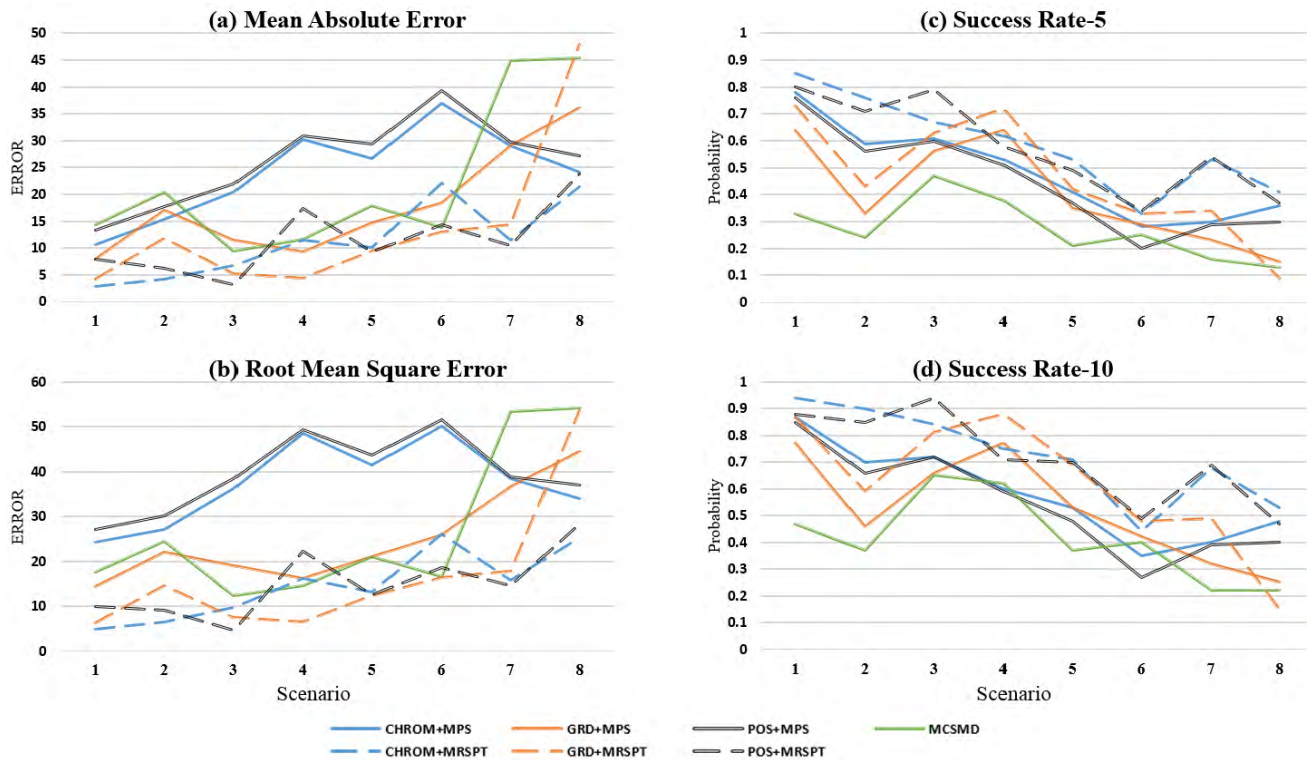 (a) Mean Absolute Error
50
45
40
35
30
25
20
15
10
5
0
ERROR
1 2 3 4 5 6 7 8
(c) Success Rate-5
1
0.9
0.8
0.7
0.6
0.5
0.4
0.3
0.2
0.1
0
Probability
1 2 3 4 5 6 7 8
(b) Root Mean Square Error
60
50
40
30
20
10
0
ERROR
1 2 3 4 5 6 7 8
Scenario
(d) Success Rate-10
1
0.9
0.8
0.7
0.6
0.5
0.4
0.3
0.2
0.1
0
Probability
1 2 3 4 5 6 7 8
Scenario
CHROM+MPS GRD+MPS POS+MPS MCSMD
CHROM+MRSPT GRD+MRSPT POS+MRSPT